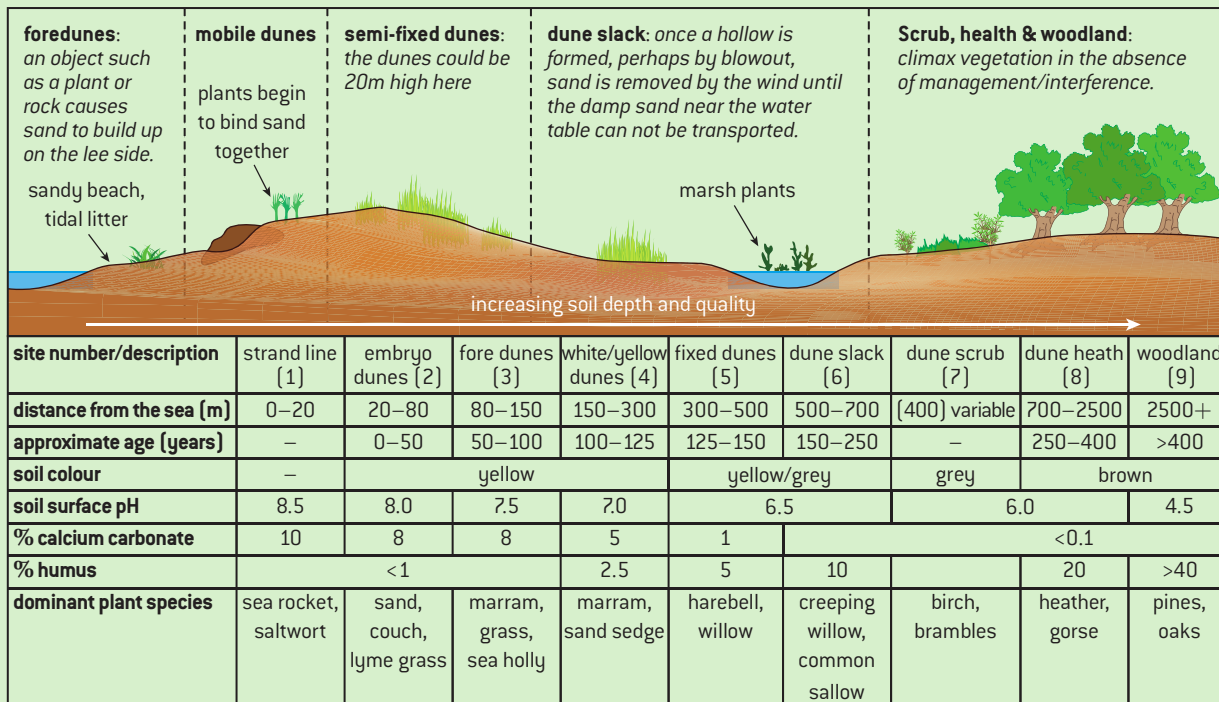 foredunes:
an object such
as a plant or
rock causes
sand to build up
on the lee side.
sandy beach,
tidal litter
mobile dunes
plants begin
to bind sand
together
semi-fixed dunes:
the dunes could be
20m high here
dune slack: once a hollow is
formed, perhaps by blowout,
sand is removed by the wind until
the damp sand near the water
table can not be transported.
marsh plants
Scrub, health & woodland:
climax vegetation in the absence
of management/interference.
increasing soil depth and quality
site number/description strand line (1) embryo dunes (2) fore dunes (3) white/yellow dunes (4) fixed dunes (5) dune slack (6) dune scrub (7) dune heath (8) woodland (9)
distance from the sea (m) 0–20 20–80 80–150 150–300 300–500 500–700 (400) variable 700–2500 2500+
approximate age (years) – 0–50 50–100 100–125 125–150 150–250 – 250–400 >400
soil colour – yellow yellow/grey grey brown
soil surface pH 8.5 8.0 7.5 7.0 6.5 6.0 4.5
% calcium carbonate 10 8 8 5 1 <0.1
% humus <1 2.5 5 10 20 >40
dominant plant species sea rocket, saltwort sand, couch, lyme grass marram, grass, sea holly marram, sand sedge harebell, willow creeping willow, common sallow birch, brambles heather, gorse pines, oaks